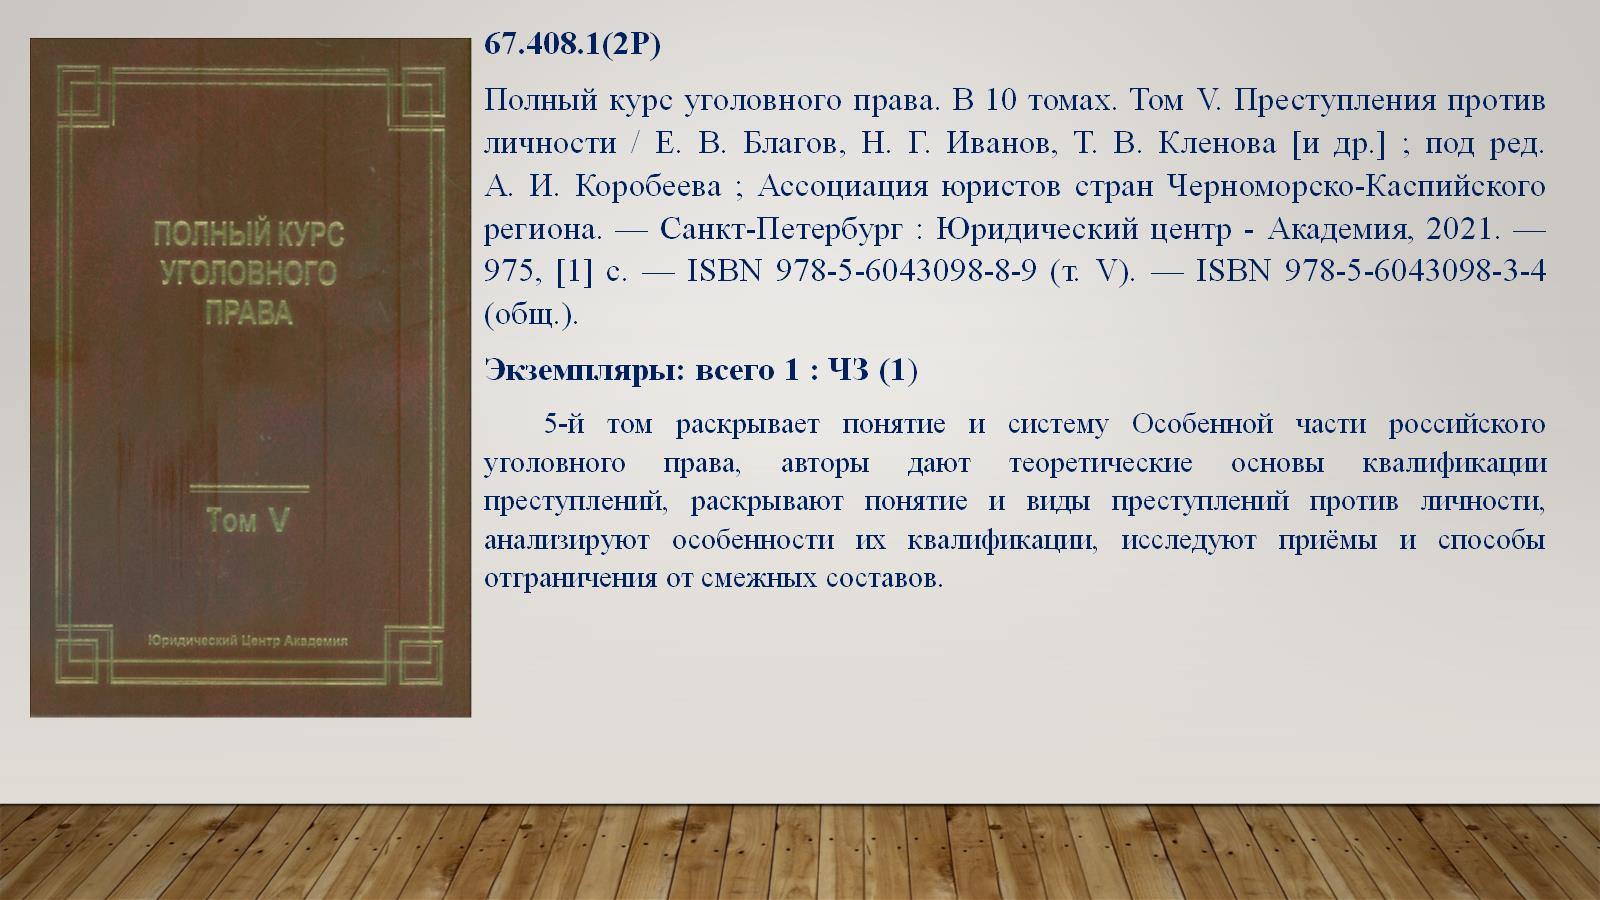 ПОЛНЫЙ КУРС
УГОЛОВНОГО
ПРАВА
Том V
Юридический Центр Академия
67.408.1(2Р)
Полный курс уголовного права. В 10 томах. Том V. Преступления против
личности / Е. В. Благов, Н. Г. Иванов, Т. В. Кленова [и др.] ; под ред.
А. И. Коробеева ; Ассоциация юристов стран Черноморско-Каспийского
региона. — Санкт-Петербург : Юридический центр - Академия, 2021. —
975, [1] с. — ISBN 978-5-6043098-8-9 (т. V). — ISBN 978-5-6043098-3-4
(общ.).
Экземпляры: всего 1 : ЧЗ (1)
5-й том раскрывает понятие и систему Особенной части российского
уголовного права, авторы дают теоретические основы квалификации
преступлений, раскрывают понятие и виды преступлений против личности,
анализируют особенности их квалификации, исследуют приёмы и способы
отграничения от смежных составов.